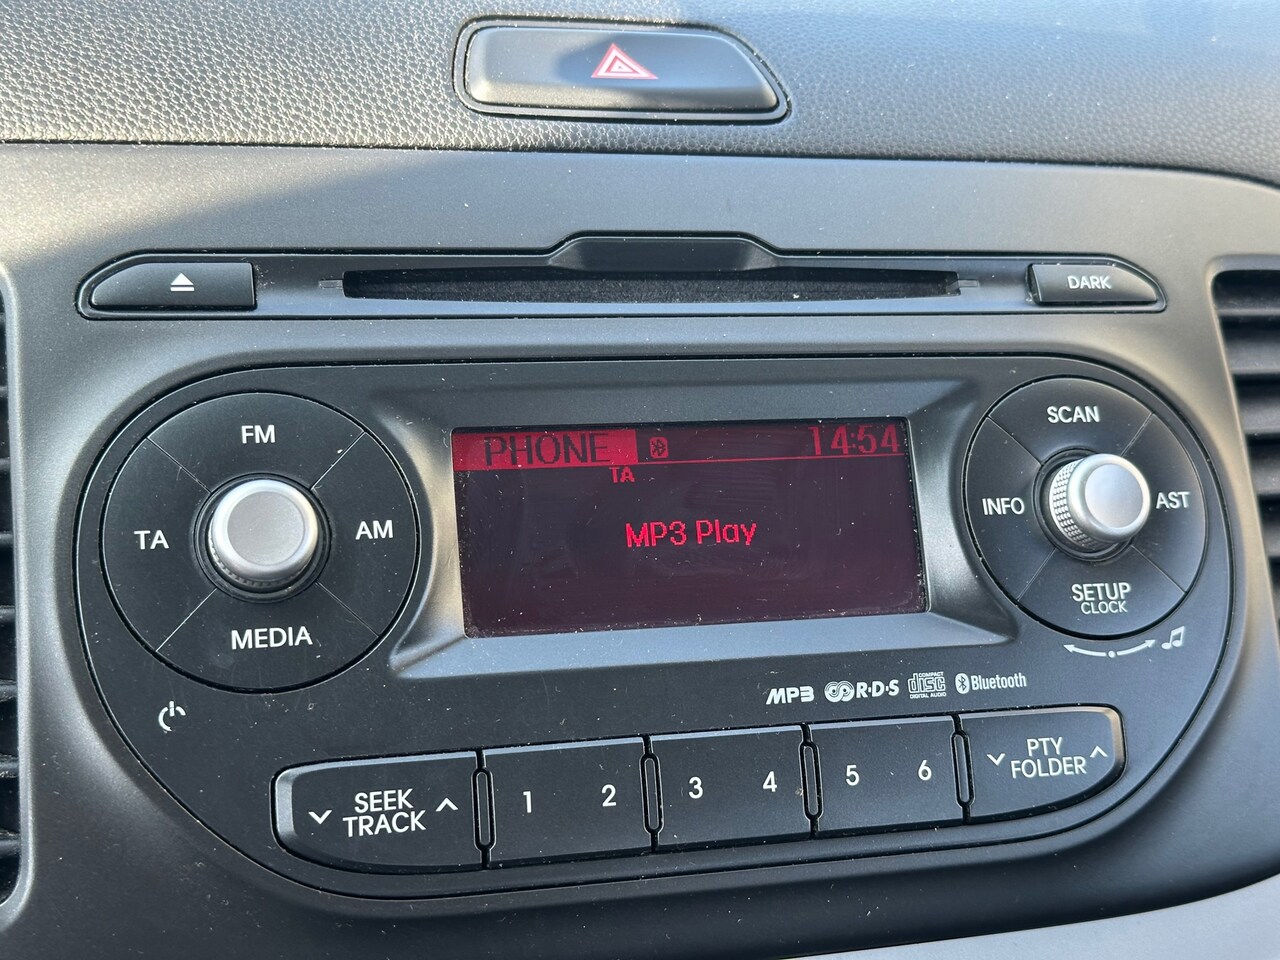 DARK
FM
TA
AM
MEDIA
PHONE 14:54
TA
MP3 Play
SCAN
INFO
AST
SETUP
CLOCK
MP3 R·D·S COMPACT disc DIGITAL AUDIO Bluetooth
SEEK
TRACK
1 2 3 4 5 6
PTY
FOLDER